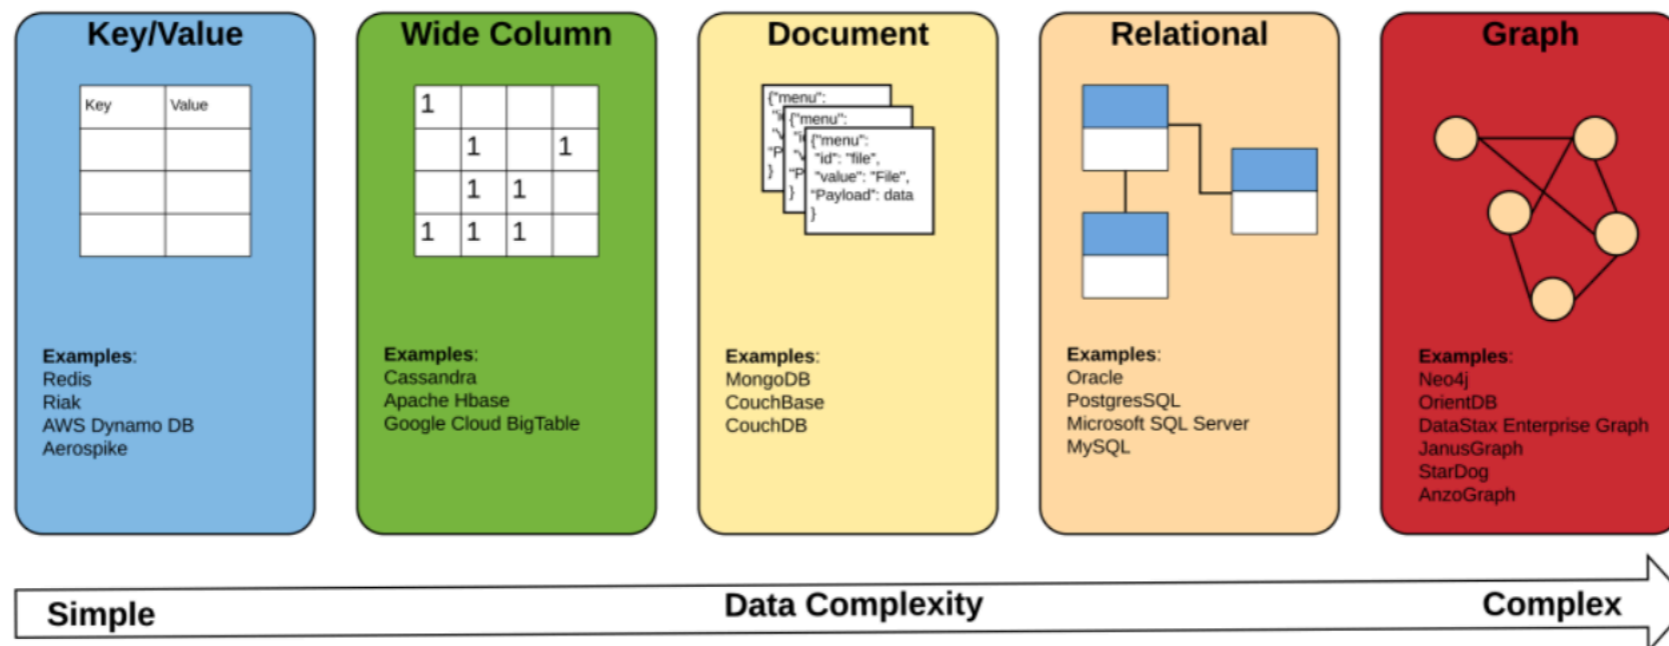 Key/Value
Key Value
Examples:
Redis
Riak
AWS Dynamo DB
Aerospike
Wide Column
1
1 1
1 1
1 1 1
Examples:
Cassandra
Apache Hbase
Google Cloud BigTable
Document
{"menu":
"P
}
{"menu":
"P
}
{"menu":
"id": "file",
"value": "File",
"Payload": data
}
Examples:
MongoDB
CouchBase
CouchDB
Relational
Examples:
Oracle
PostgresSQL
Microsoft SQL Server
MySQL
Graph
Examples:
Neo4j
OrientDB
DataStax Enterprise Graph
JanusGraph
StarDog
AnzoGraph
Simple Data Complexity Complex